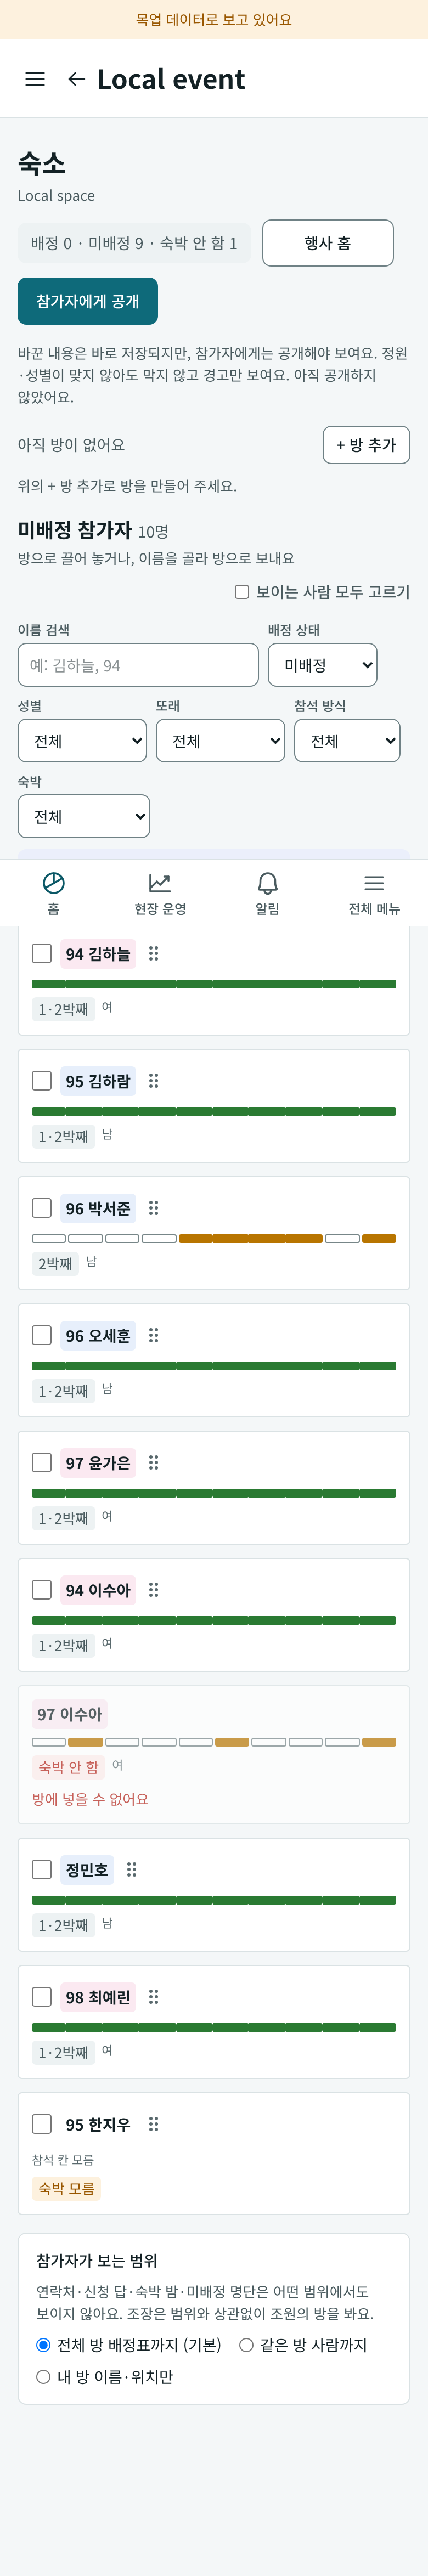 목업 데이터로 보고 있어요
Local event
숙소
Local space
배정 0 · 미배정 9 · 숙박 안 함 1
행사 홈
참가자에게 공개
바꾼 내용은 바로 저장되지만, 참가자에게는 공개해야 보여요. 정원
·성별이 맞지 않아도 막지 않고 경고만 보여요. 아직 공개하지
않았어요.
아직 방이 없어요
+ 방 추가
위의 + 방 추가로 방을 만들어 주세요.
미배정 참가자 10명
방으로 끌어 놓거나, 이름을 골라 방으로 보내요
보이는 사람 모두 고르기
이름 검색
배정 상태
예: 김하늘, 94
미배정
성별
또래
참석 방식
전체
전체
전체
숙박
전체
홈
현장 운영
알림
전체 메뉴
94 김하늘
1·2박째 여
95 김하람
1·2박째 남
96 박서준
2박째 남
96 오세훈
1·2박째 남
97 윤가은
1·2박째 여
94 이수아
1·2박째 여
97 이수아
숙박 안 함 여
방에 넣을 수 없어요
정민호
1·2박째 남
98 최예린
1·2박째 여
95 한지우
참석 칸 모름
숙박 모름
참가자가 보는 범위
연락처·신청 답·숙박 밤·미배정 명단은 어떤 범위에서도
보이지 않아요. 조장은 범위와 상관없이 조원의 방을 봐요.
전체 방 배정표까지 (기본)
같은 방 사람까지
내 방 이름·위치만